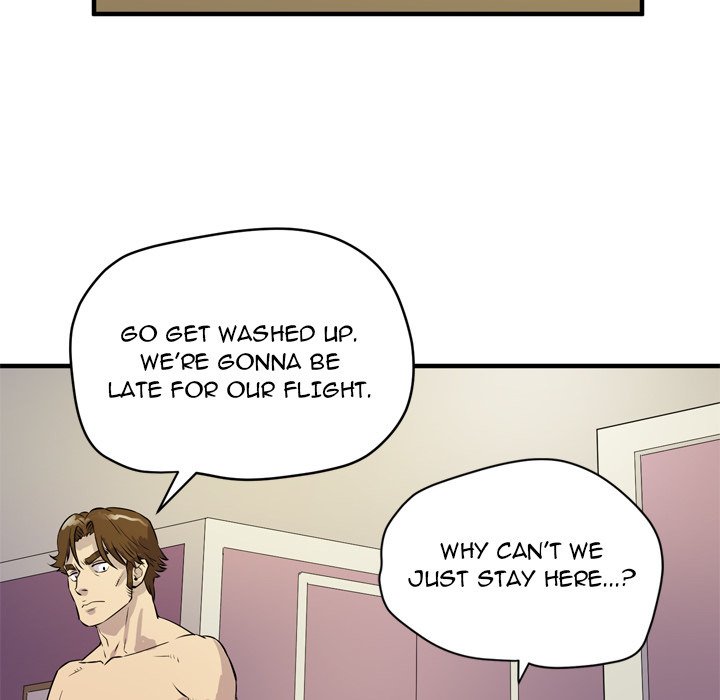 GO GET WASHED UP.
WE'RE GONNA BE
LATE FOR OUR FLIGHT.
WHY CAN'T WE
JUST STAY HERE...?